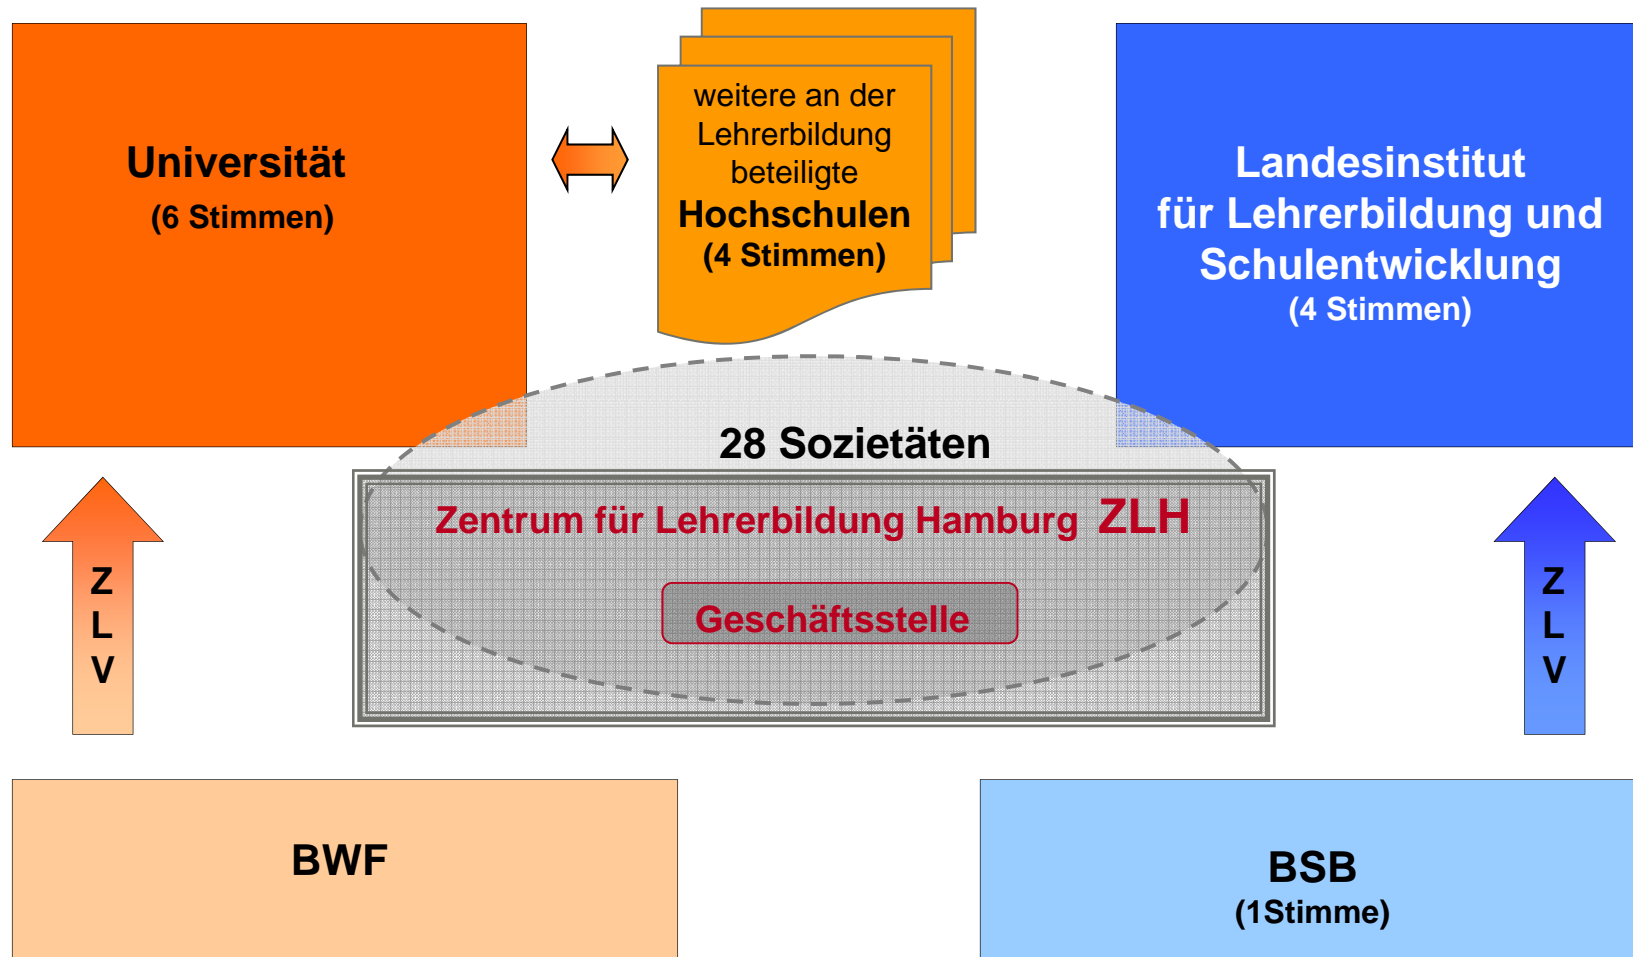 Universität
(6 Stimmen)
weitere an der
Lehrerbildung
beteiligte
Hochschulen
(4 Stimmen)
Landesinstitut
für Lehrerbildung und
Schulentwicklung
(4 Stimmen)
28 Sozietäten
Zentrum für Lehrerbildung Hamburg ZLH
Geschäftsstelle
Z
L
V
Z
L
V
BWF
BSB
(1Stimme)